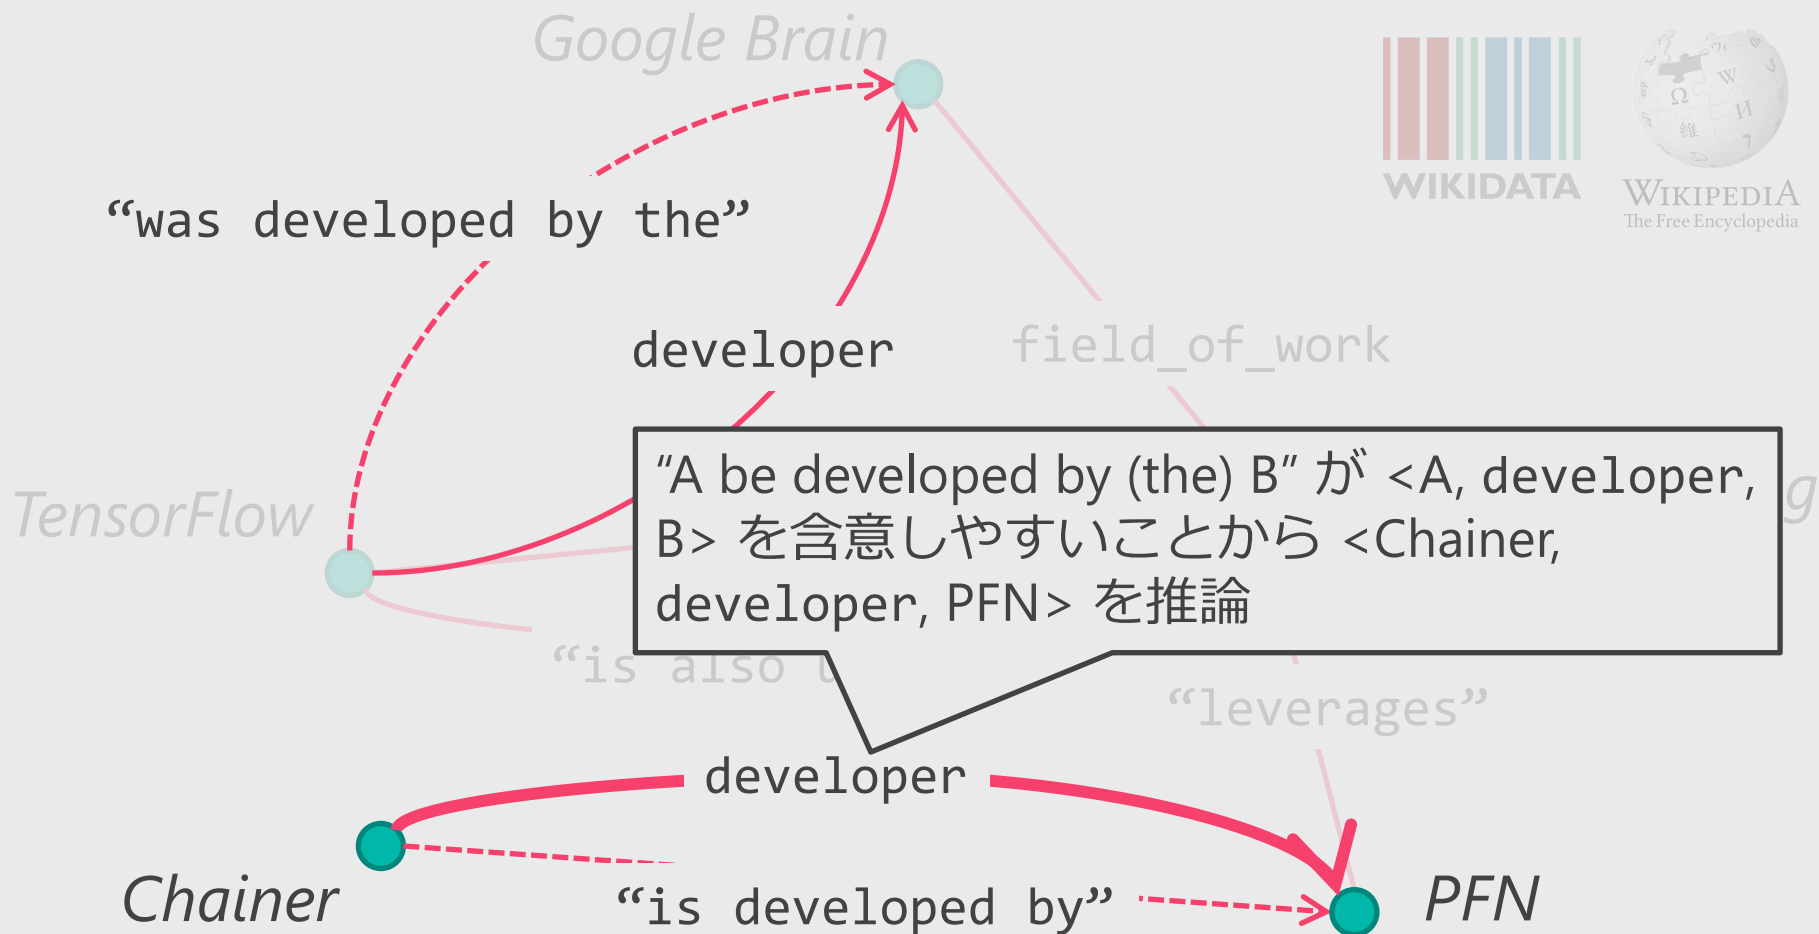 Google Brain
WIKIDATA
WIKIPEDIA
The Free Encyclopedia
“was developed by the”
developer
field_of_work
“A be developed by (the) B” が <A, developer,
B> を含意しやすいことから <Chainer,
developer, PFN> を推論
TensorFlow
“is also
“leverages”
developer
Chainer
“is developed by”
PFN